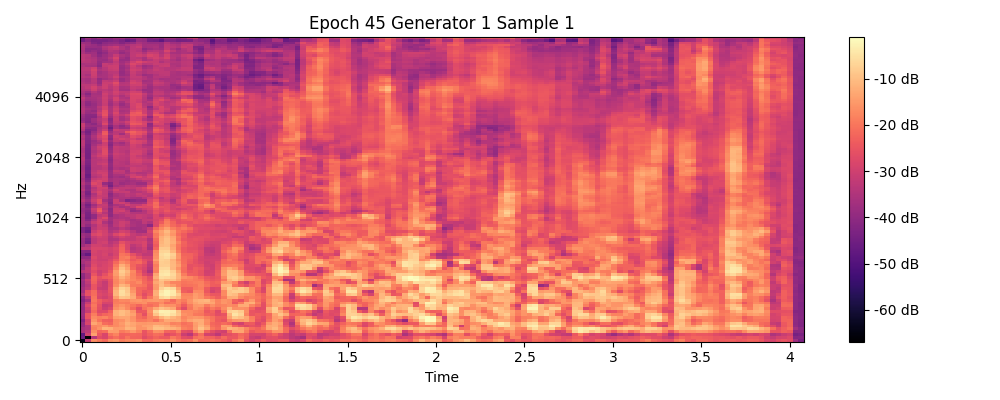 Epoch 45 Generator 1 Sample 1
Hz
4096
2048
1024
512
0
0 0.5 1 1.5 2 2.5 3 3.5 4
Time
-10 dB
-20 dB
-30 dB
-40 dB
-50 dB
-60 dB